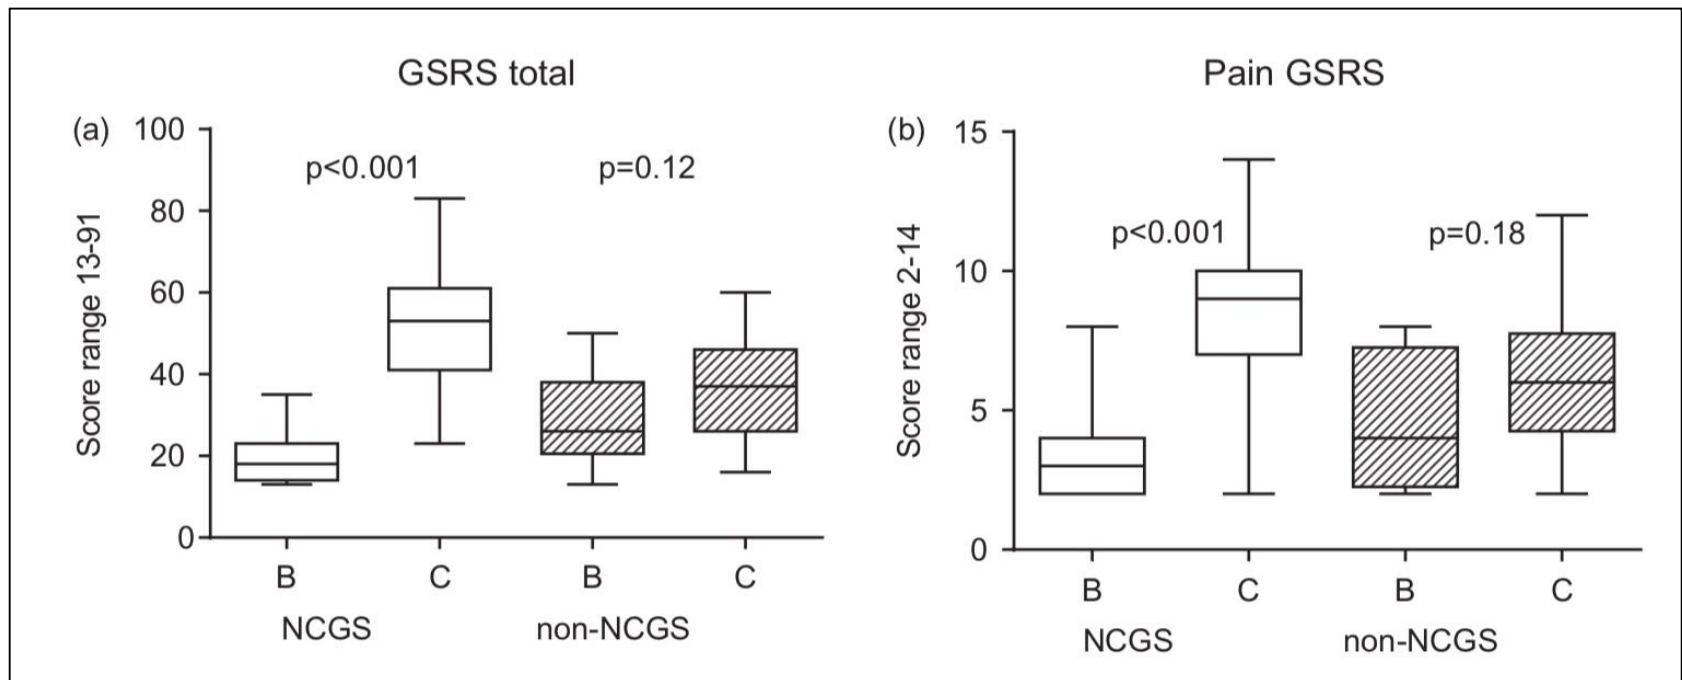 GSRS total
(a)
100
80
60
40
20
0
Score range 13-91
p<0.001
p=0.12
B
C
B
C
NCGS
non-NCGS
Pain GSRS
(b)
15
10
5
0
Score range 2-14
p<0.001
p=0.18
B
C
B
C
NCGS
non-NCGS